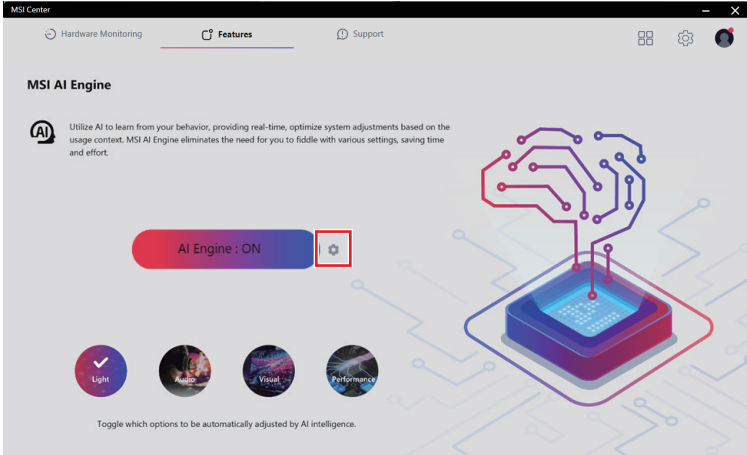 MSI Center
Hardware Monitoring
Features
Support
MSI AI Engine
AI
Utilize AI to learn from your behavior, providing real-time, optimize system adjustments based on the
usage context. MSI AI Engine eliminates the need for you to fiddle with various settings, saving time
and effort.
AI Engine : ON
Light
Audio
Visual
Performance
Toggle which options to be automatically adjusted by AI intelligence.